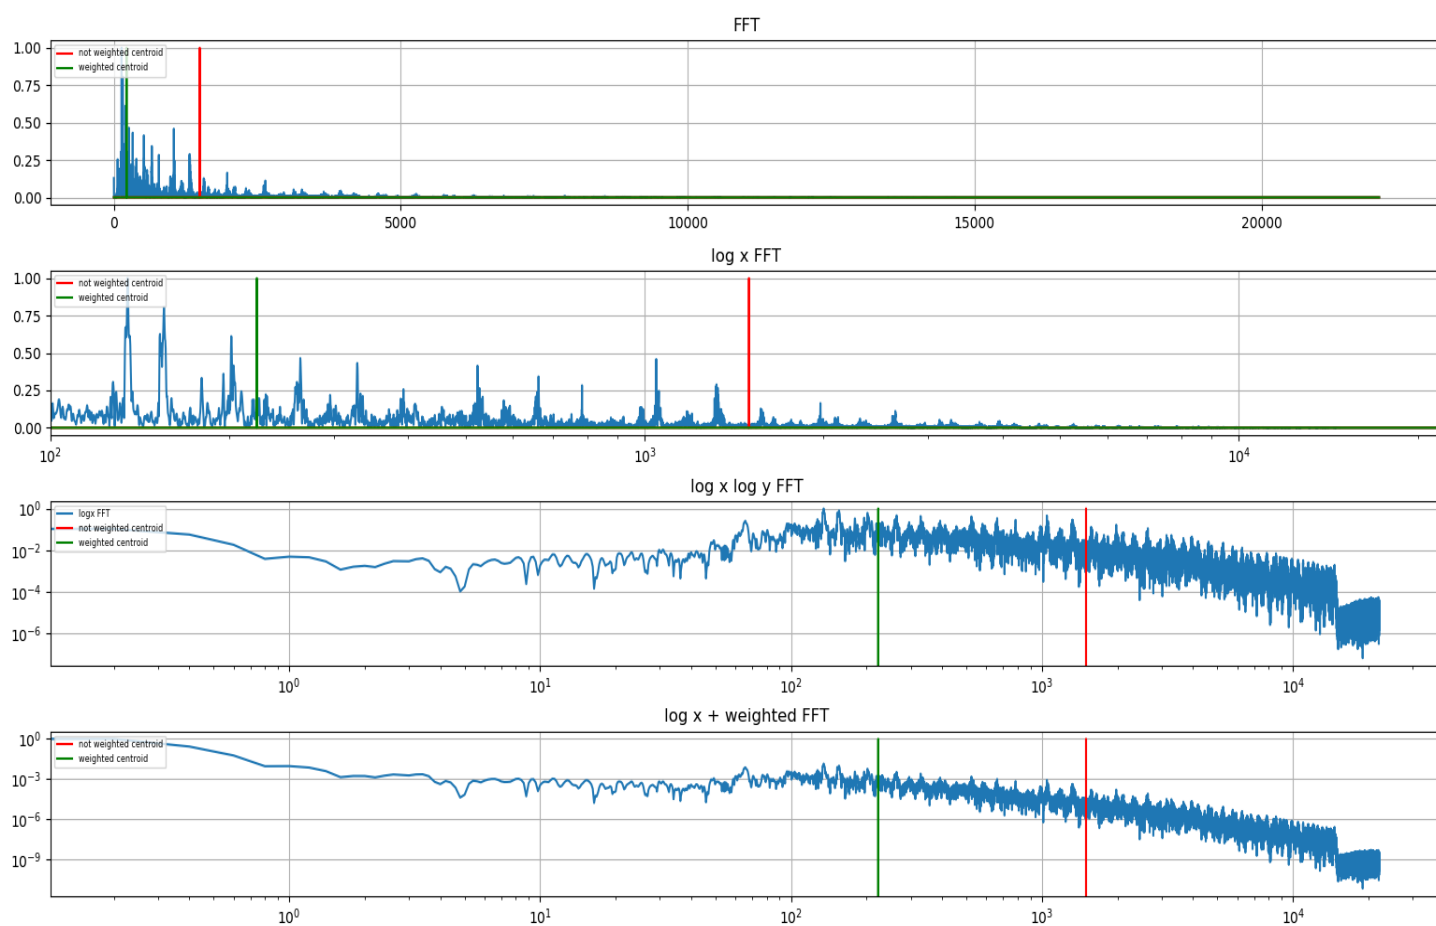 FFT
1.00
0.75
0.50
0.25
0.00
not weighted centroid
weighted centroid
0 5000 10000 15000 20000
log x FFT
1.00
0.75
0.50
0.25
0.00
not weighted centroid
weighted centroid
10² 10³ 10⁴
log x log y FFT
10⁰
10⁻²
10⁻⁴
10⁻⁶
logx FFT
not weighted centroid
weighted centroid
10⁰ 10¹ 10² 10³ 10⁴
log x + weighted FFT
10⁰
10⁻³
10⁻⁶
10⁻⁹
not weighted centroid
weighted centroid
10⁰ 10¹ 10² 10³ 10⁴